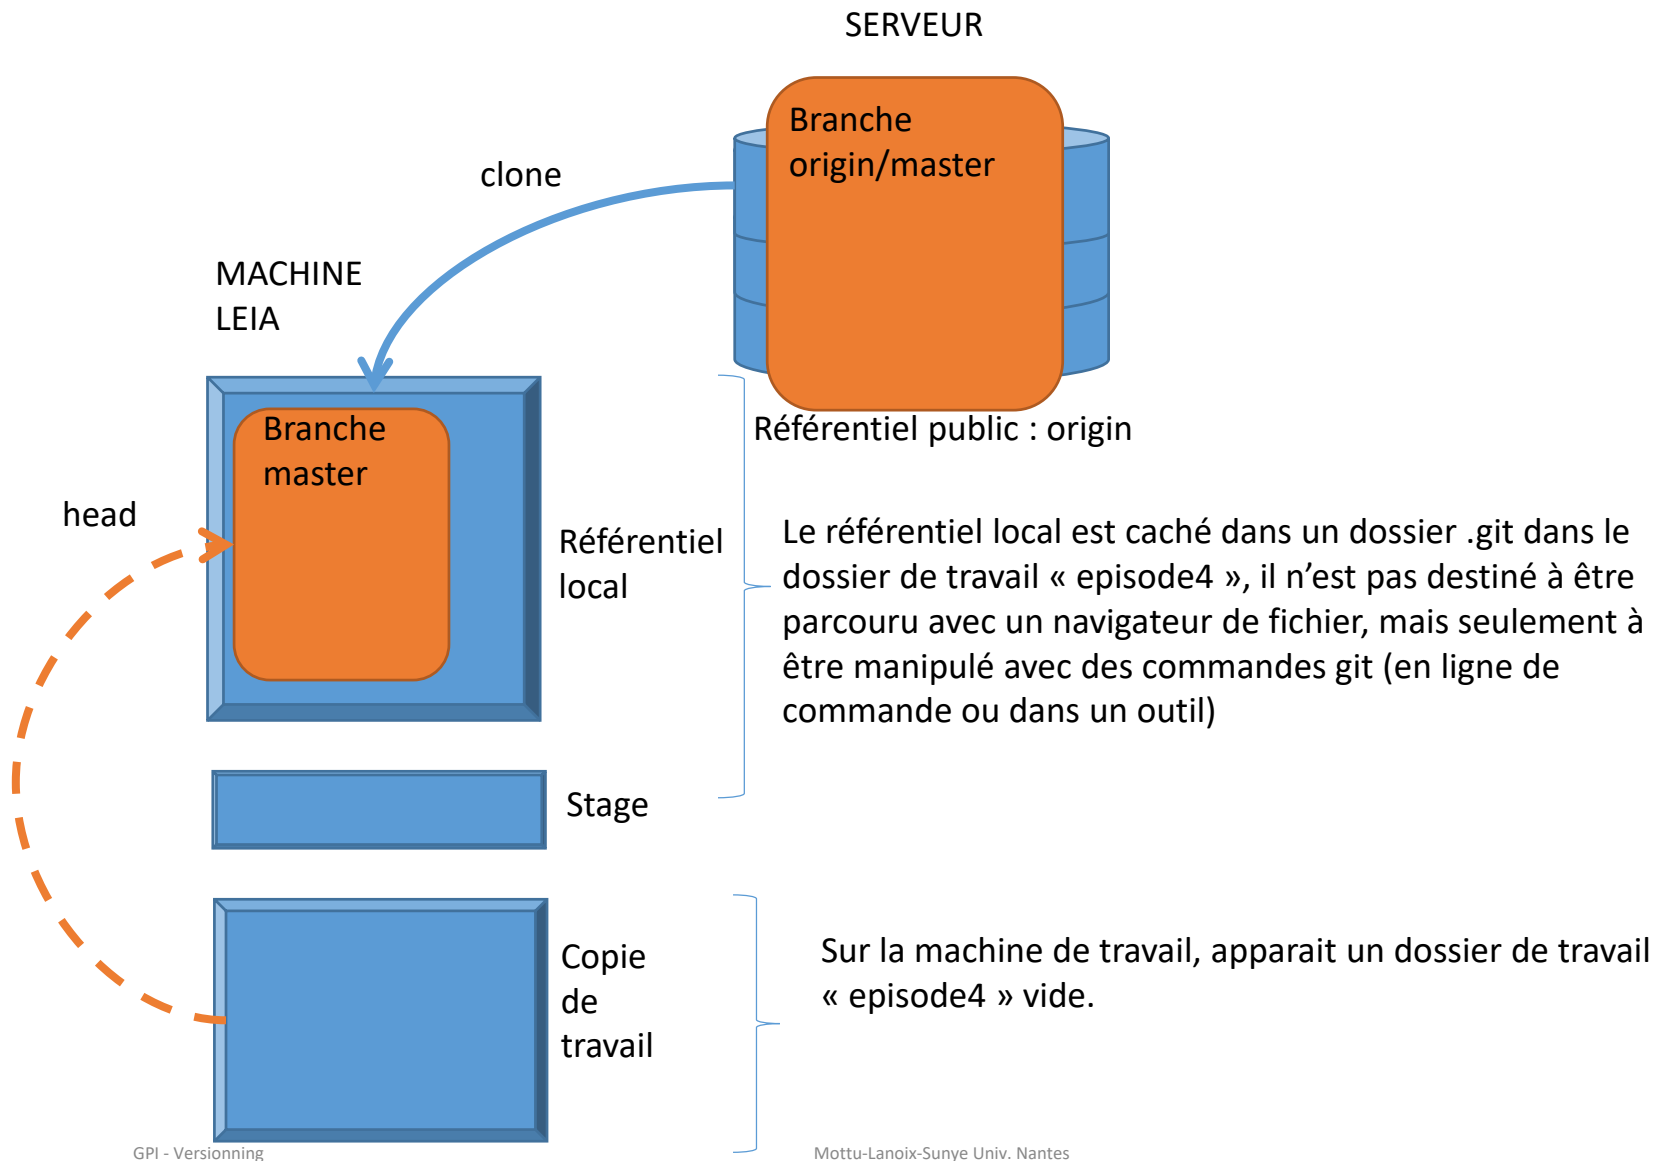 SERVEUR
Branche
origin/master
clone
MACHINE
LEIA
Branche
master
Référentiel public : origin
head
Référentiel
local
Le référentiel local est caché dans un dossier .git dans le
dossier de travail « episode4 », il n’est pas destiné à être
parcouru avec un navigateur de fichier, mais seulement à
être manipulé avec des commandes git (en ligne de
commande ou dans un outil)
Stage
Copie
de
travail
Sur la machine de travail, apparait un dossier de travail
« episode4 » vide.
GPI - Versionning
Mottu-Lanoix-Sunye Univ. Nantes